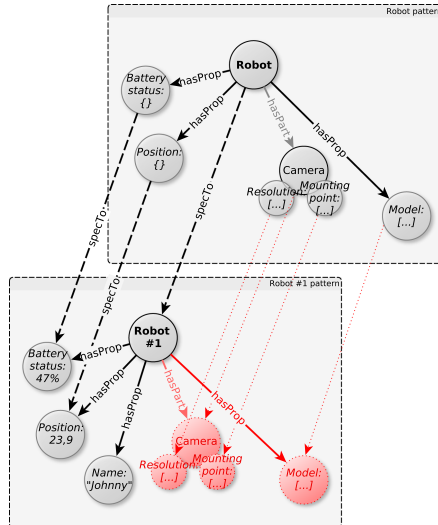 Robot pattern
Robot
Battery
status:
{}
hasProp
hasProp
hasPart
hasProp
Position:
{}
Camera
Resolution:
[...]
Mounting
point:
[...]
Model:
[...]
specTo
specTo
specTo
Robot #1 pattern
Robot
#1
hasProp
Battery
status:
47%
hasProp
hasProp
hasPart
hasProp
Position:
23,9
Name:
"Johnny"
Camera
Resolution:
[...]
Mounting
point:
[...]
Model:
[...]